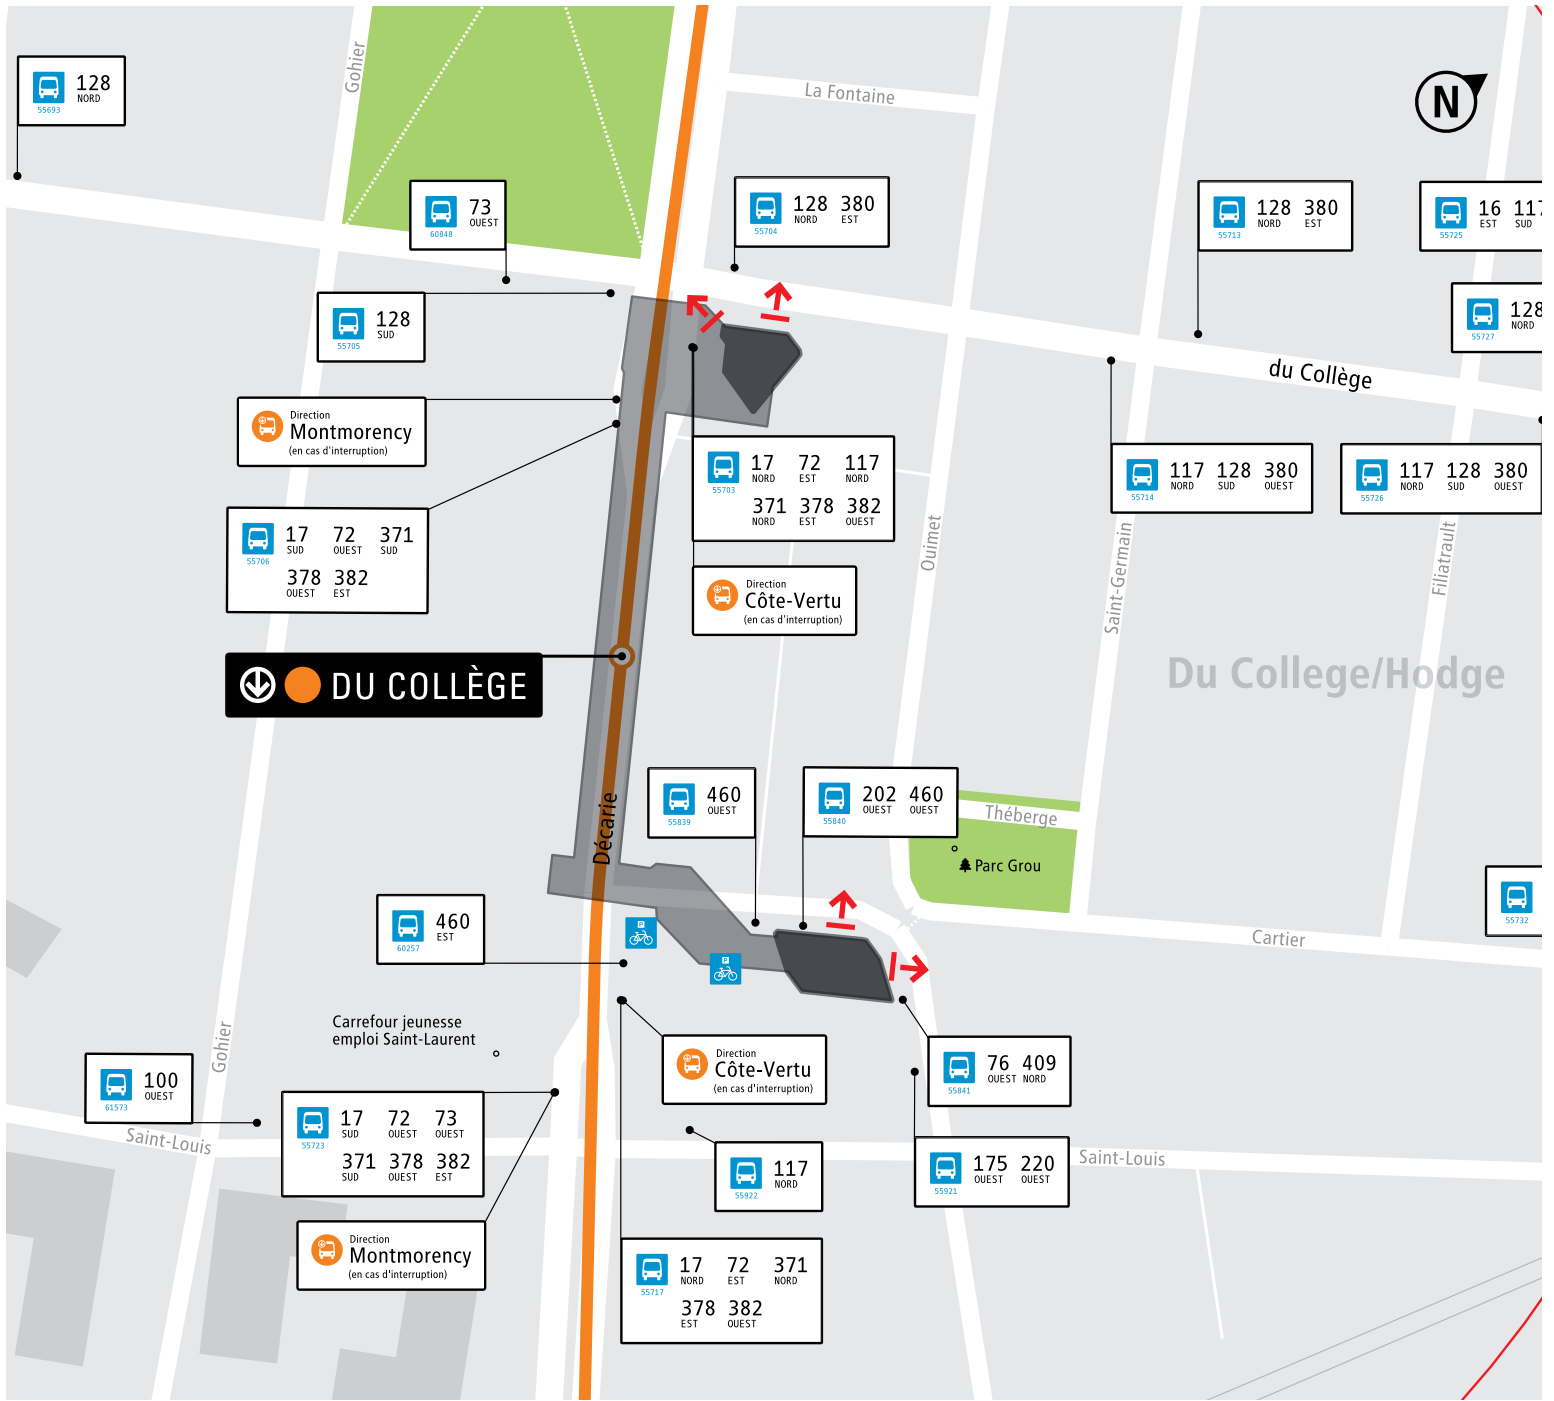 Gohier
128
NORD
55693
La Fontaine
N
73
OUEST
60848
128 380
NORD EST
55704
128 380
NORD EST
55713
16 117
EST SUD
55725
128
SUD
55705
128
NORD
55727
du Collège
Direction
Montmorency
(en cas d'interruption)
17 72 117
NORD EST NORD
55703
371 378 382
NORD EST OUEST
117 128 380
NORD SUD OUEST
55714
117 128 380
NORD SUD OUEST
55726
17 72 371
SUD OUEST SUD
55706
378 382
OUEST EST
Ouimet
Saint-Germain
Filiatrault
Direction
Côte-Vertu
(en cas d'interruption)
DU COLLÈGE
Du College/Hodge
Décarie
460
OUEST
55839
202 460
OUEST OUEST
55840
Théberge
Parc Grou
460
EST
60257
P
P
Cartier
55732
Carrefour jeunesse
emploi Saint-Laurent
Gohier
Direction
Côte-Vertu
(en cas d'interruption)
76 409
OUEST NORD
55841
100
OUEST
61573
17 72 73
SUD OUEST OUEST
55723
371 378 382
SUD OUEST EST
Saint-Louis
117
NORD
55922
175 220
OUEST OUEST
55921
Saint-Louis
Direction
Montmorency
(en cas d'interruption)
17 72 371
NORD EST NORD
55717
378 382
EST OUEST